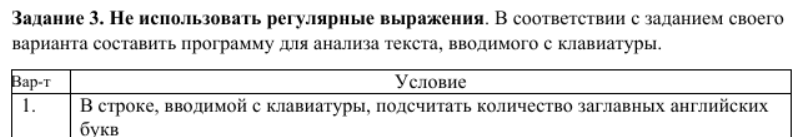 Задание 3. Не использовать регулярные выражения. В соответствии с заданием своего
варианта составить программу для анализа текста, вводимого с клавиатуры.
Вар-т Условие
1. В строке, вводимой с клавиатуры, подсчитать количество заглавных английских
букв